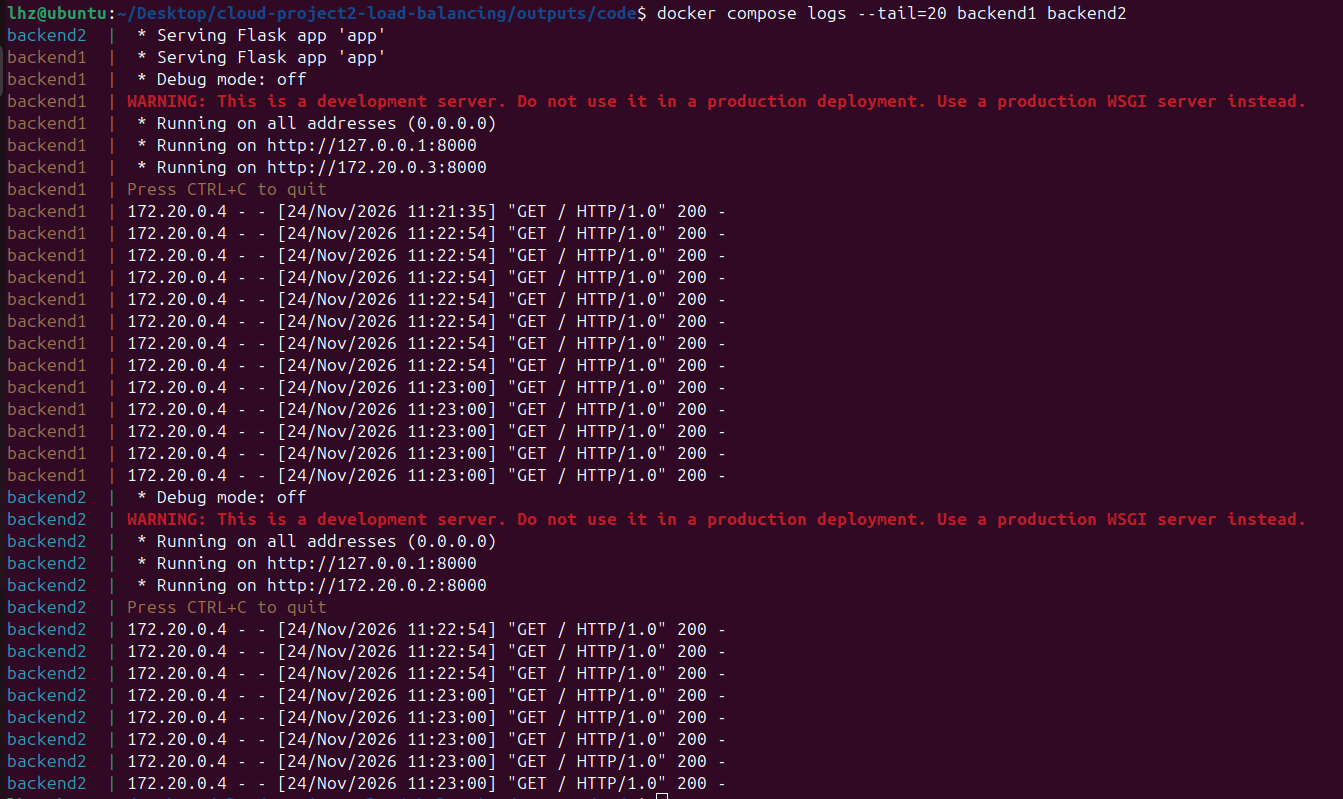 lhz@ubuntu:~/Desktop/cloud-project2-load-balancing/outputs/code$ docker compose logs --tail=20 backend1 backend2
backend2  |  * Serving Flask app 'app'
backend1  |  * Serving Flask app 'app'
backend1  |  * Debug mode: off
backend1  | WARNING: This is a development server. Do not use it in a production deployment. Use a production WSGI server instead.
backend1  |  * Running on all addresses (0.0.0.0)
backend1  |  * Running on http://127.0.0.1:8000
backend1  |  * Running on http://172.20.0.3:8000
backend1  | Press CTRL+C to quit
backend1  | 172.20.0.4 - - [24/Nov/2026 11:21:35] "GET / HTTP/1.0" 200 -
backend1  | 172.20.0.4 - - [24/Nov/2026 11:22:54] "GET / HTTP/1.0" 200 -
backend1  | 172.20.0.4 - - [24/Nov/2026 11:22:54] "GET / HTTP/1.0" 200 -
backend1  | 172.20.0.4 - - [24/Nov/2026 11:22:54] "GET / HTTP/1.0" 200 -
backend1  | 172.20.0.4 - - [24/Nov/2026 11:22:54] "GET / HTTP/1.0" 200 -
backend1  | 172.20.0.4 - - [24/Nov/2026 11:22:54] "GET / HTTP/1.0" 200 -
backend1  | 172.20.0.4 - - [24/Nov/2026 11:22:54] "GET / HTTP/1.0" 200 -
backend1  | 172.20.0.4 - - [24/Nov/2026 11:22:54] "GET / HTTP/1.0" 200 -
backend1  | 172.20.0.4 - - [24/Nov/2026 11:23:00] "GET / HTTP/1.0" 200 -
backend1  | 172.20.0.4 - - [24/Nov/2026 11:23:00] "GET / HTTP/1.0" 200 -
backend1  | 172.20.0.4 - - [24/Nov/2026 11:23:00] "GET / HTTP/1.0" 200 -
backend1  | 172.20.0.4 - - [24/Nov/2026 11:23:00] "GET / HTTP/1.0" 200 -
backend1  | 172.20.0.4 - - [24/Nov/2026 11:23:00] "GET / HTTP/1.0" 200 -
backend2  |  * Debug mode: off
backend2  | WARNING: This is a development server. Do not use it in a production deployment. Use a production WSGI server instead.
backend2  |  * Running on all addresses (0.0.0.0)
backend2  |  * Running on http://127.0.0.1:8000
backend2  |  * Running on http://172.20.0.2:8000
backend2  | Press CTRL+C to quit
backend2  | 172.20.0.4 - - [24/Nov/2026 11:22:54] "GET / HTTP/1.0" 200 -
backend2  | 172.20.0.4 - - [24/Nov/2026 11:22:54] "GET / HTTP/1.0" 200 -
backend2  | 172.20.0.4 - - [24/Nov/2026 11:22:54] "GET / HTTP/1.0" 200 -
backend2  | 172.20.0.4 - - [24/Nov/2026 11:23:00] "GET / HTTP/1.0" 200 -
backend2  | 172.20.0.4 - - [24/Nov/2026 11:23:00] "GET / HTTP/1.0" 200 -
backend2  | 172.20.0.4 - - [24/Nov/2026 11:23:00] "GET / HTTP/1.0" 200 -
backend2  | 172.20.0.4 - - [24/Nov/2026 11:23:00] "GET / HTTP/1.0" 200 -
backend2  | 172.20.0.4 - - [24/Nov/2026 11:23:00] "GET / HTTP/1.0" 200 -